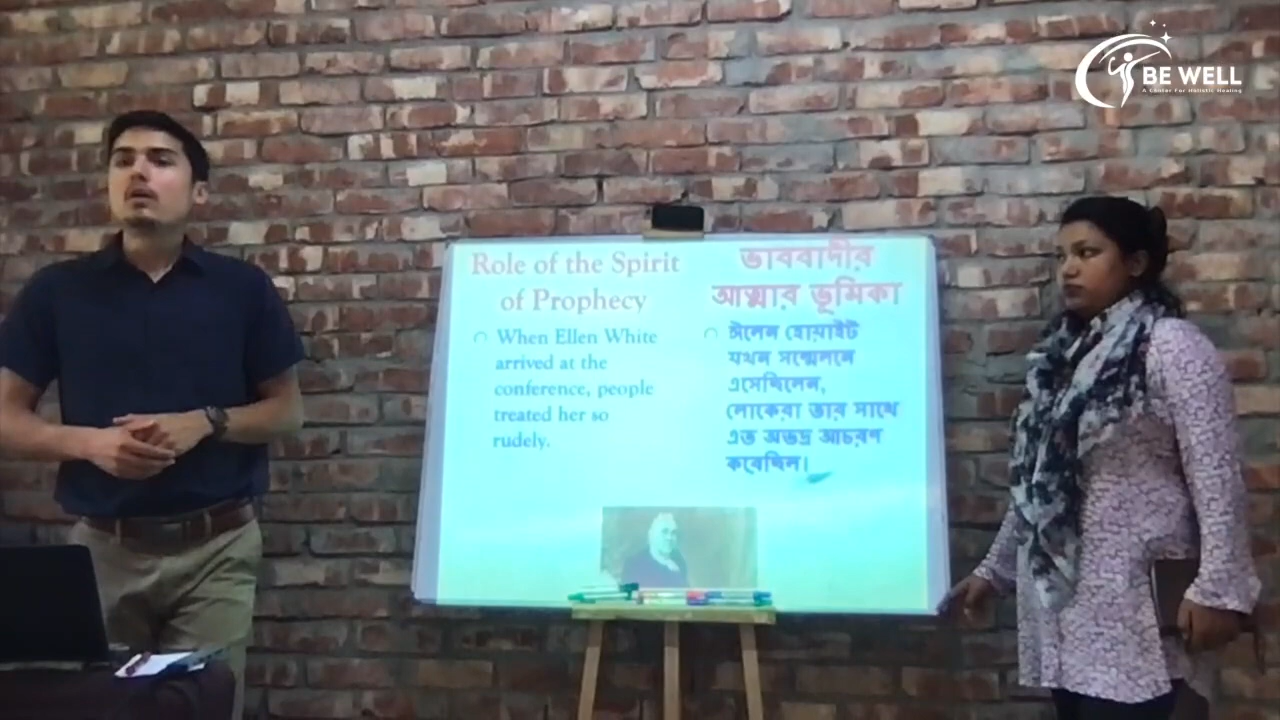 BE WELL
A Center For Holistic Healing
Role of the Spirit
of Prophecy
When Ellen White
arrived at the
conference, people
treated her so
rudely.
ভাববাদীর
আত্মার ভূমিকা
ঈলেন হোয়াইট
যখন সম্মেলনে
এসেছিলেন,
লোকেরা তার সাথে
এত অভদ্র আচরণ
করেছিল।